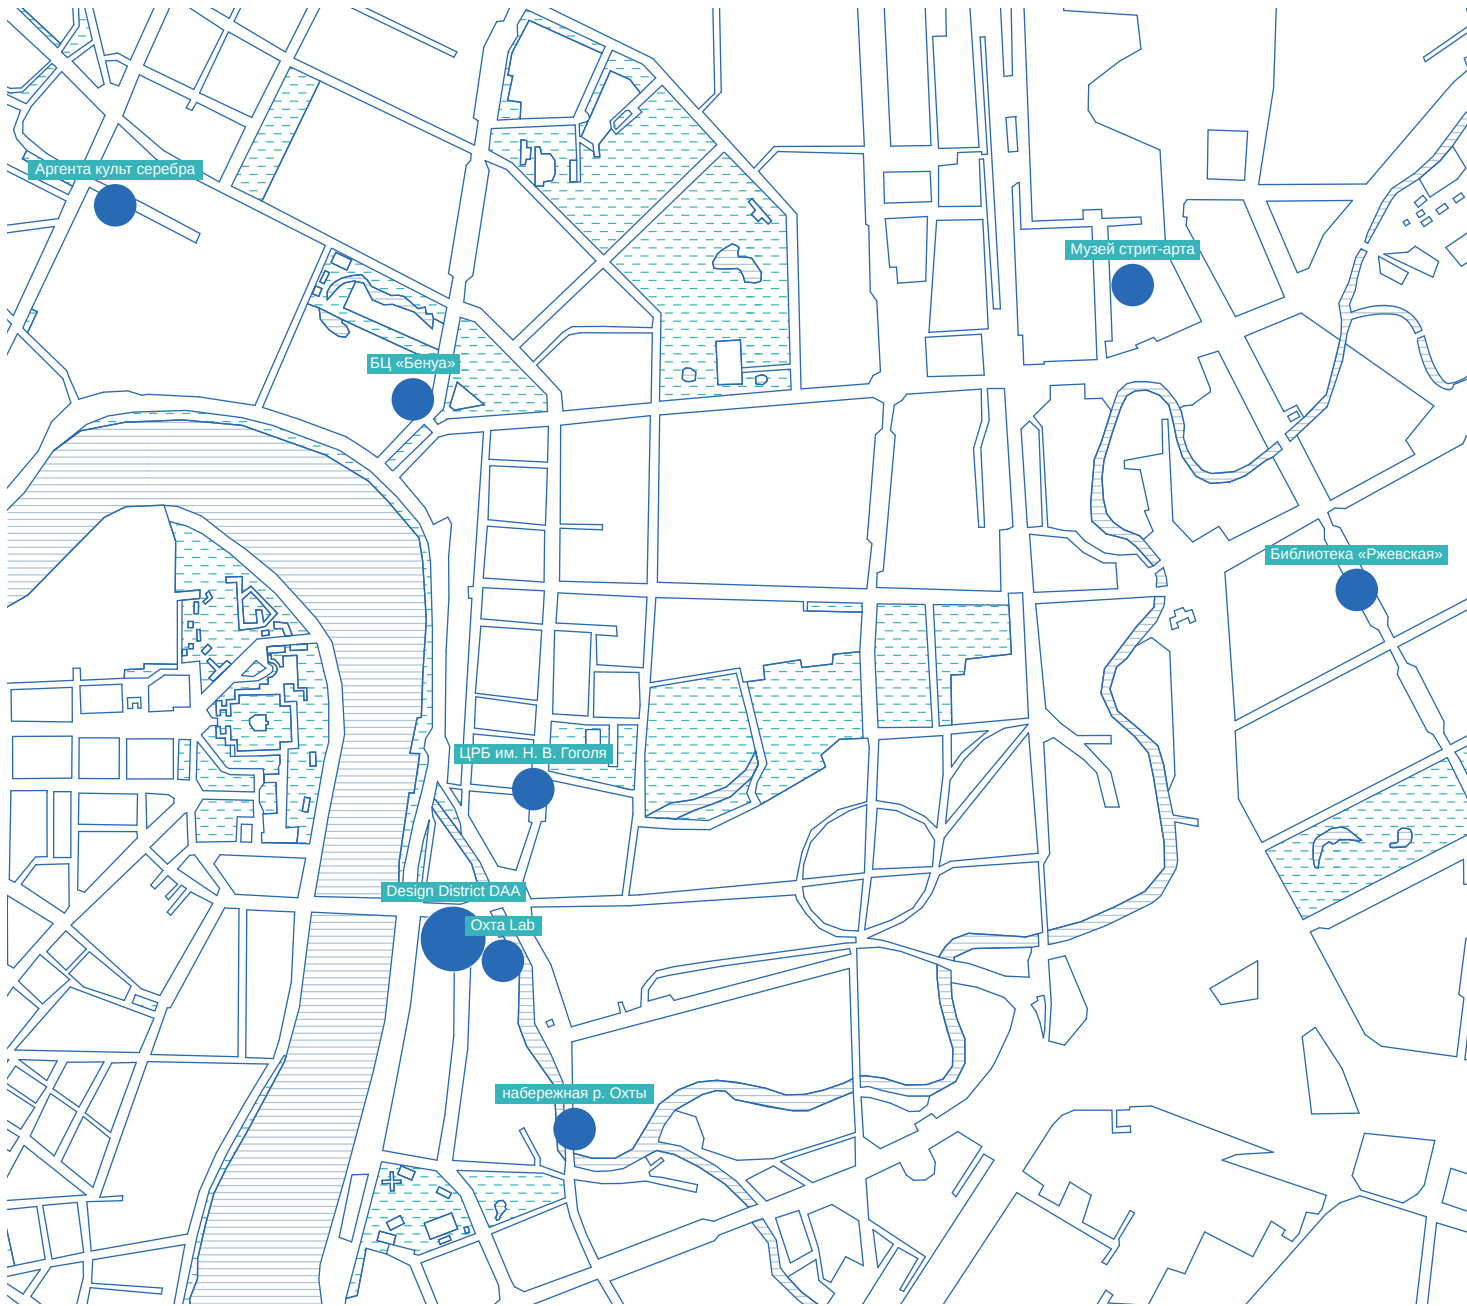 Аргента культ серебра
Музей стрит-арта
БЦ «Бенуа»
Библиотека «Ржевская»
ЦРБ им. Н. В. Гоголя
Design District DAA
Охта Lab
набережная р. Охты